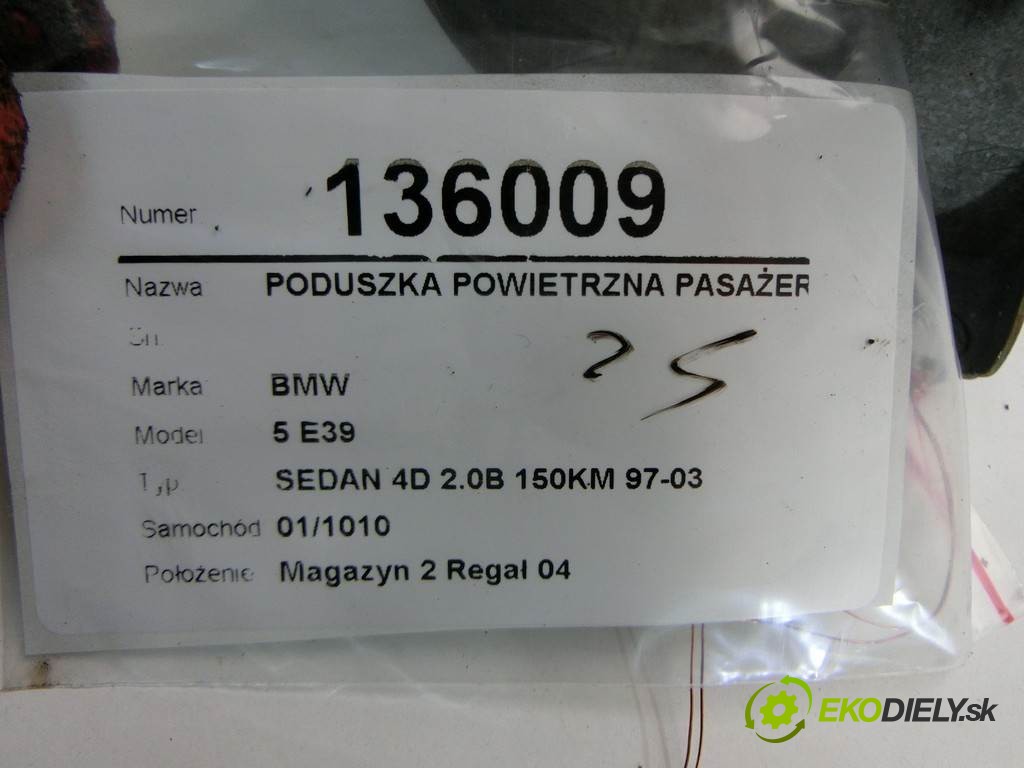 Numer 136009
Nazwa PODUSZKA POWIETRZNA PASAŻER
25
Marka BMW
Model 5 E39
Typ SEDAN 4D 2.0B 150KM 97-03
Samochód 01/1010
Położenie Magazyn 2 Regał 04
EKODIELY.sk